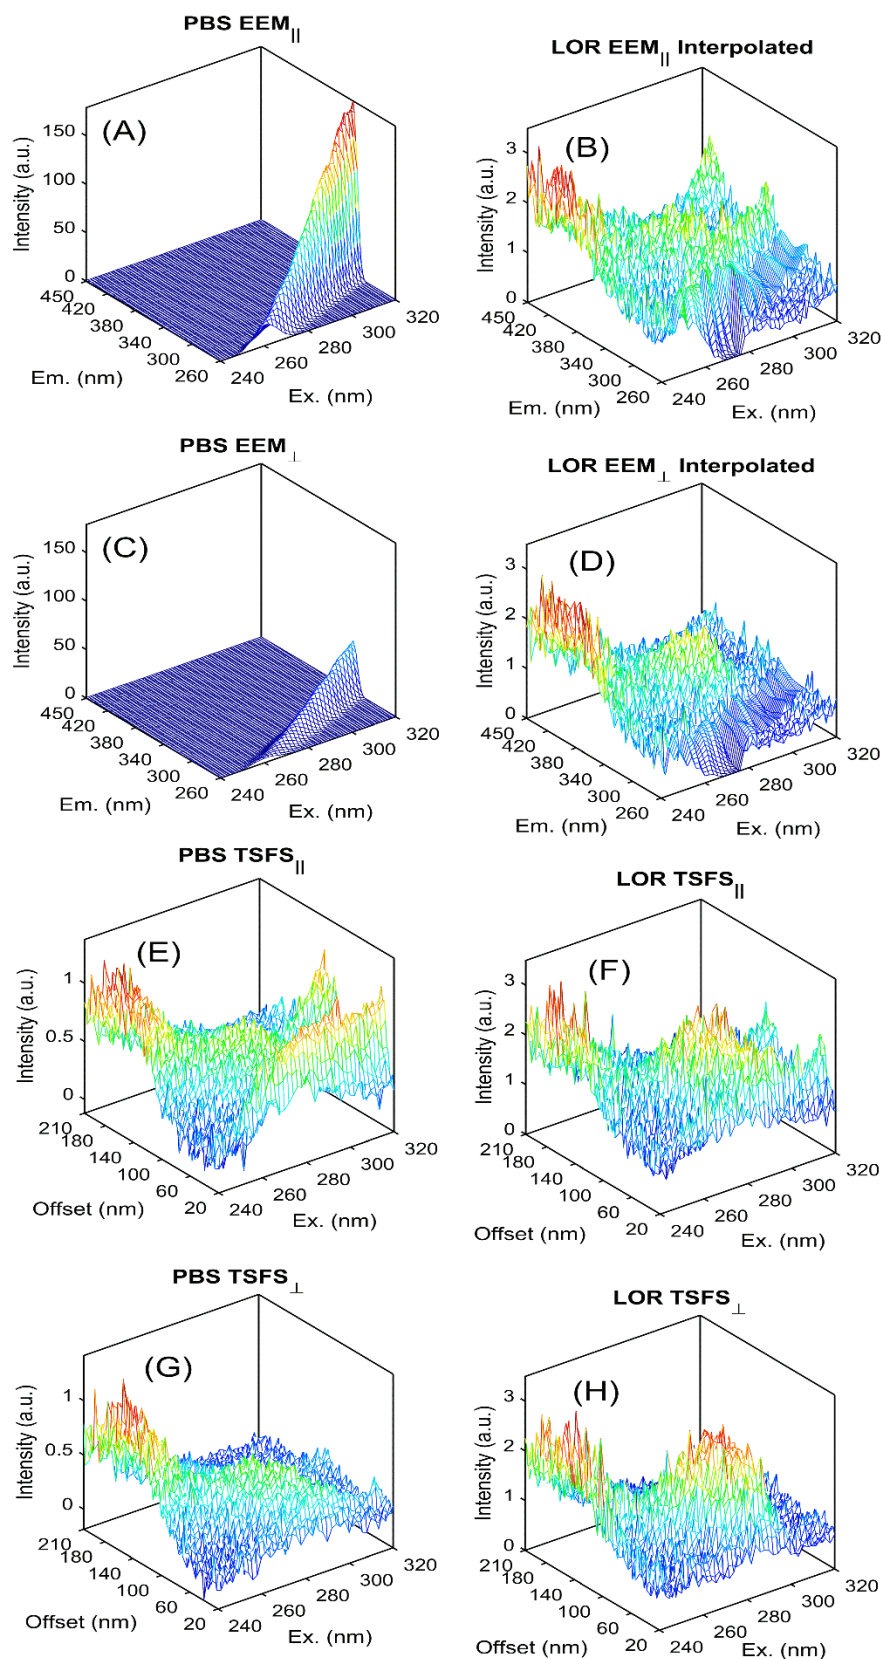 PBS EEM||
(A)
Intensity (a.u.)
150
100
50
0
450
420
380
340
300
260
Em. (nm)
240
260
280
300
320
Ex. (nm)
LOR EEM|| Interpolated
(B)
Intensity (a.u.)
3
2
1
0
450
420
380
340
300
260
Em. (nm)
240
260
280
300
320
Ex. (nm)
PBS EEM⊥
(C)
Intensity (a.u.)
150
100
50
0
450
420
380
340
300
260
Em. (nm)
240
260
280
300
320
Ex. (nm)
LOR EEM⊥ Interpolated
(D)
Intensity (a.u.)
3
2
1
0
450
420
380
340
300
260
Em. (nm)
240
260
280
300
320
Ex. (nm)
PBS TSFS||
(E)
Intensity (a.u.)
1
0.5
0
210
180
140
100
60
20
Offset (nm)
240
260
280
300
320
Ex. (nm)
LOR TSFS||
(F)
Intensity (a.u.)
3
2
1
0
210
180
140
100
60
20
Offset (nm)
240
260
280
300
320
Ex. (nm)
PBS TSFS⊥
(G)
Intensity (a.u.)
1
0.5
0
210
180
140
100
60
20
Offset (nm)
240
260
280
300
320
Ex. (nm)
LOR TSFS⊥
(H)
Intensity (a.u.)
3
2
1
0
210
180
140
100
60
20
Offset (nm)
240
260
280
300
320
Ex. (nm)